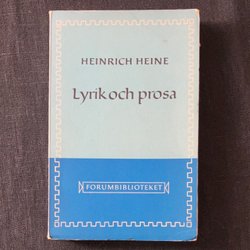 HEINRICH HEINE
Lyrik och prosa
FORUMBIBLIOTEKET